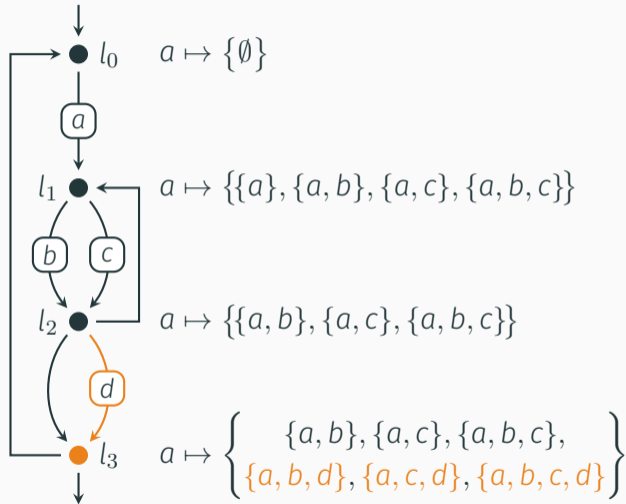 l₀ a ↦ {∅}
a
l₁ a ↦ {{a}, {a, b}, {a, c}, {a, b, c}}
b c
l₂ a ↦ {{a, b}, {a, c}, {a, b, c}}
d
{a, b}, {a, c}, {a, b, c},
l₃ a ↦ {
{a, b, d}, {a, c, d}, {a, b, c, d} }